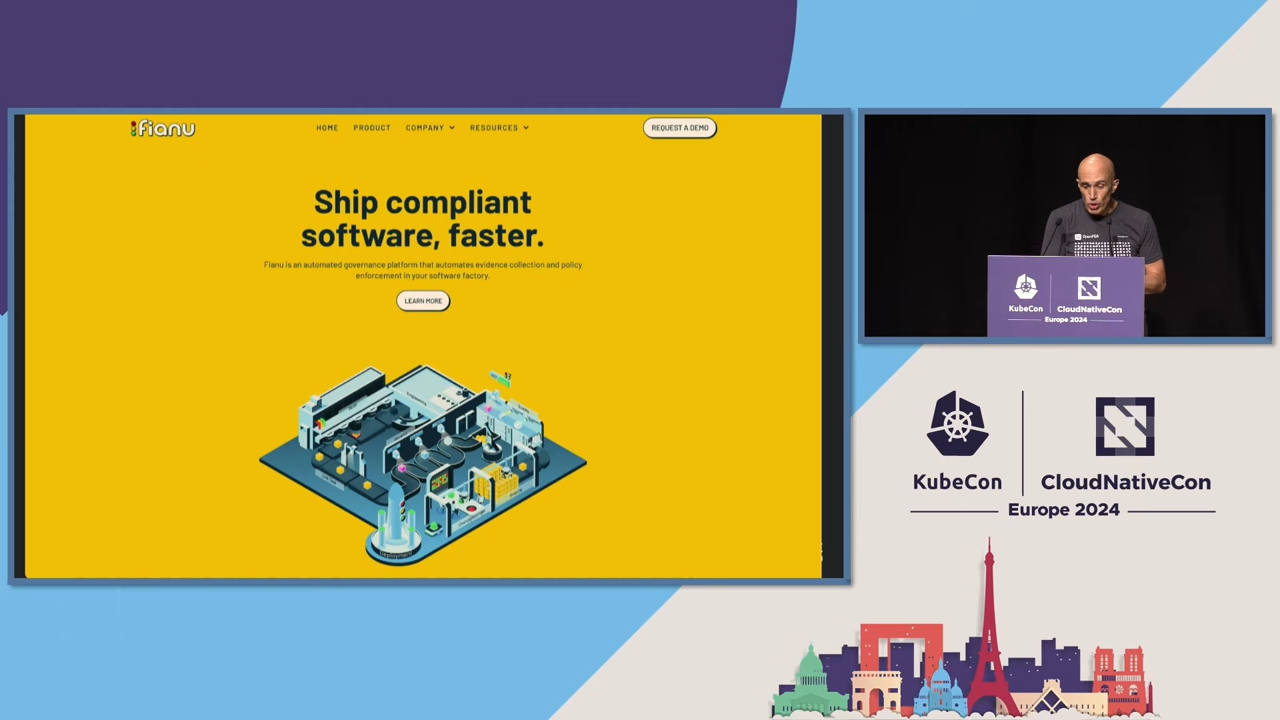 fianu
HOME
PRODUCT
COMPANY
RESOURCES
REQUEST A DEMO
Ship compliant
software, faster.
Fianu is an automated governance platform that automates evidence collection and policy
enforcement in your software factory.
LEARN MORE
OpenFGA
KubeCon
CloudNativeCon
Europe 2024
KubeCon
CloudNativeCon
Europe 2024